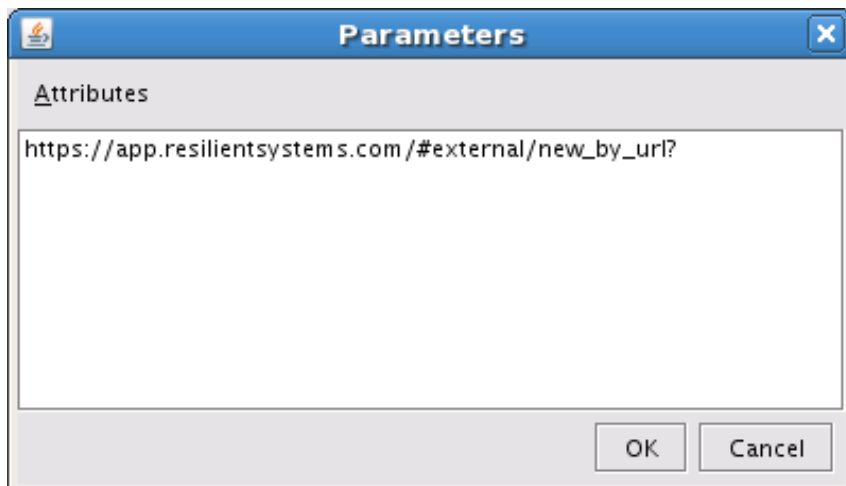 Parameters
Attributes
https://app.resilientsystems.com/#external/new_by_url?
OK Cancel